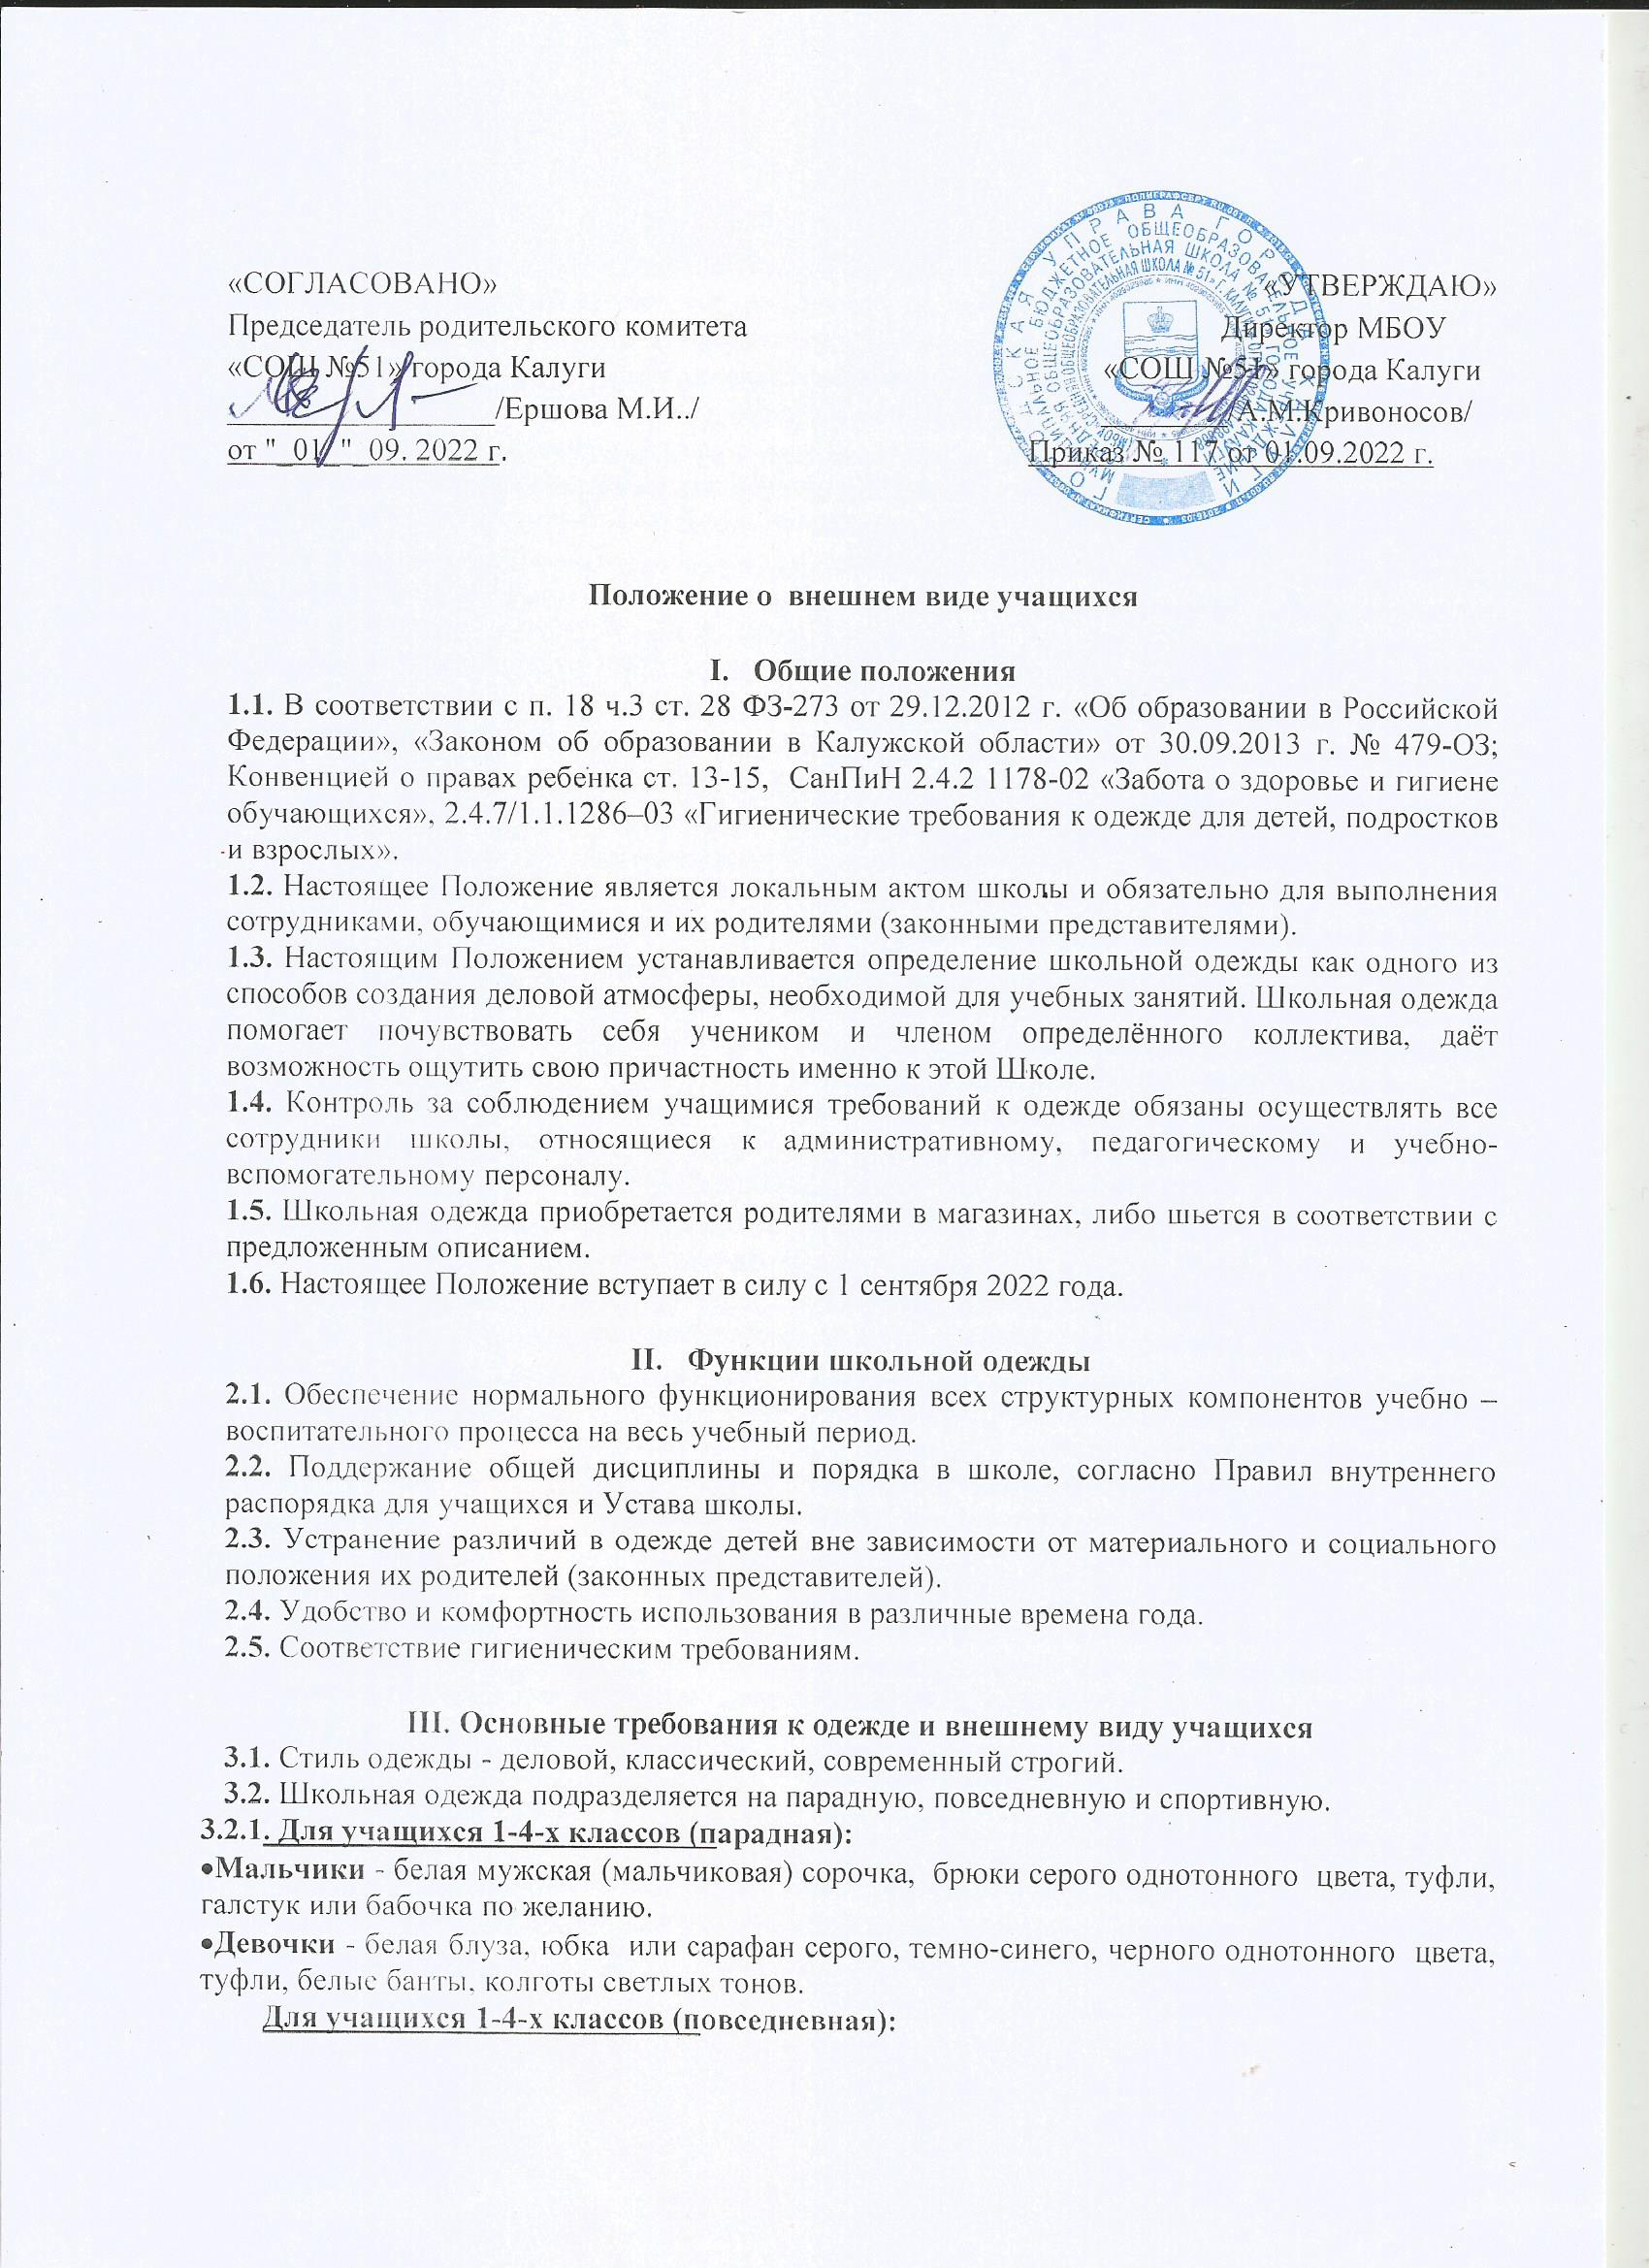 «СОГЛАСОВАНО»
Председатель родительского комитета
«СОШ №51» города Калуги
/Ершова М.И../
от " 01 " 09. 2022 г.
«УТВЕРЖДАЮ»
Директор МБОУ
«СОШ №51» города Калуги
/А.М.Кривоносов/
Приказ № 117 от 01.09.2022 г.
Положение о внешнем виде учащихся
I. Общие положения
1.1. В соответствии с п. 18 ч.3 ст. 28 ФЗ-273 от 29.12.2012 г. «Об образовании в Российской
Федерации», «Законом об образовании в Калужской области» от 30.09.2013 г. № 479-ОЗ;
Конвенцией о правах ребенка ст. 13-15, СанПиН 2.4.2 1178-02 «Забота о здоровье и гигиене
обучающихся», 2.4.7/1.1.1286–03 «Гигиенические требования к одежде для детей, подростков
и взрослых».
1.2. Настоящее Положение является локальным актом школы и обязательно для выполнения
сотрудниками, обучающимися и их родителями (законными представителями).
1.3. Настоящим Положением устанавливается определение школьной одежды как одного из
способов создания деловой атмосферы, необходимой для учебных занятий. Школьная одежда
помогает почувствовать себя учеником и членом определённого коллектива, даёт
возможность ощутить свою причастность именно к этой Школе.
1.4. Контроль за соблюдением учащимися требований к одежде обязаны осуществлять все
сотрудники школы, относящиеся к административному, педагогическому и учебно-
вспомогательному персоналу.
1.5. Школьная одежда приобретается родителями в магазинах, либо шьется в соответствии с
предложенным описанием.
1.6. Настоящее Положение вступает в силу с 1 сентября 2022 года.
II. Функции школьной одежды
2.1. Обеспечение нормального функционирования всех структурных компонентов учебно –
воспитательного процесса на весь учебный период.
2.2. Поддержание общей дисциплины и порядка в школе, согласно Правил внутреннего
распорядка для учащихся и Устава школы.
2.3. Устранение различий в одежде детей вне зависимости от материального и социального
положения их родителей (законных представителей).
2.4. Удобство и комфортность использования в различные времена года.
2.5. Соответствие гигиеническим требованиям.
III. Основные требования к одежде и внешнему виду учащихся
3.1. Стиль одежды - деловой, классический, современный строгий.
3.2. Школьная одежда подразделяется на парадную, повседневную и спортивную.
3.2.1. Для учащихся 1-4-х классов (парадная):
•Мальчики - белая мужская (мальчиковая) сорочка, брюки серого однотонного цвета, туфли,
галстук или бабочка по желанию.
•Девочки - белая блуза, юбка или сарафан серого, темно-синего, черного однотонного цвета,
туфли, белые банты, колготы светлых тонов.
Для учащихся 1-4-х классов (повседневная):